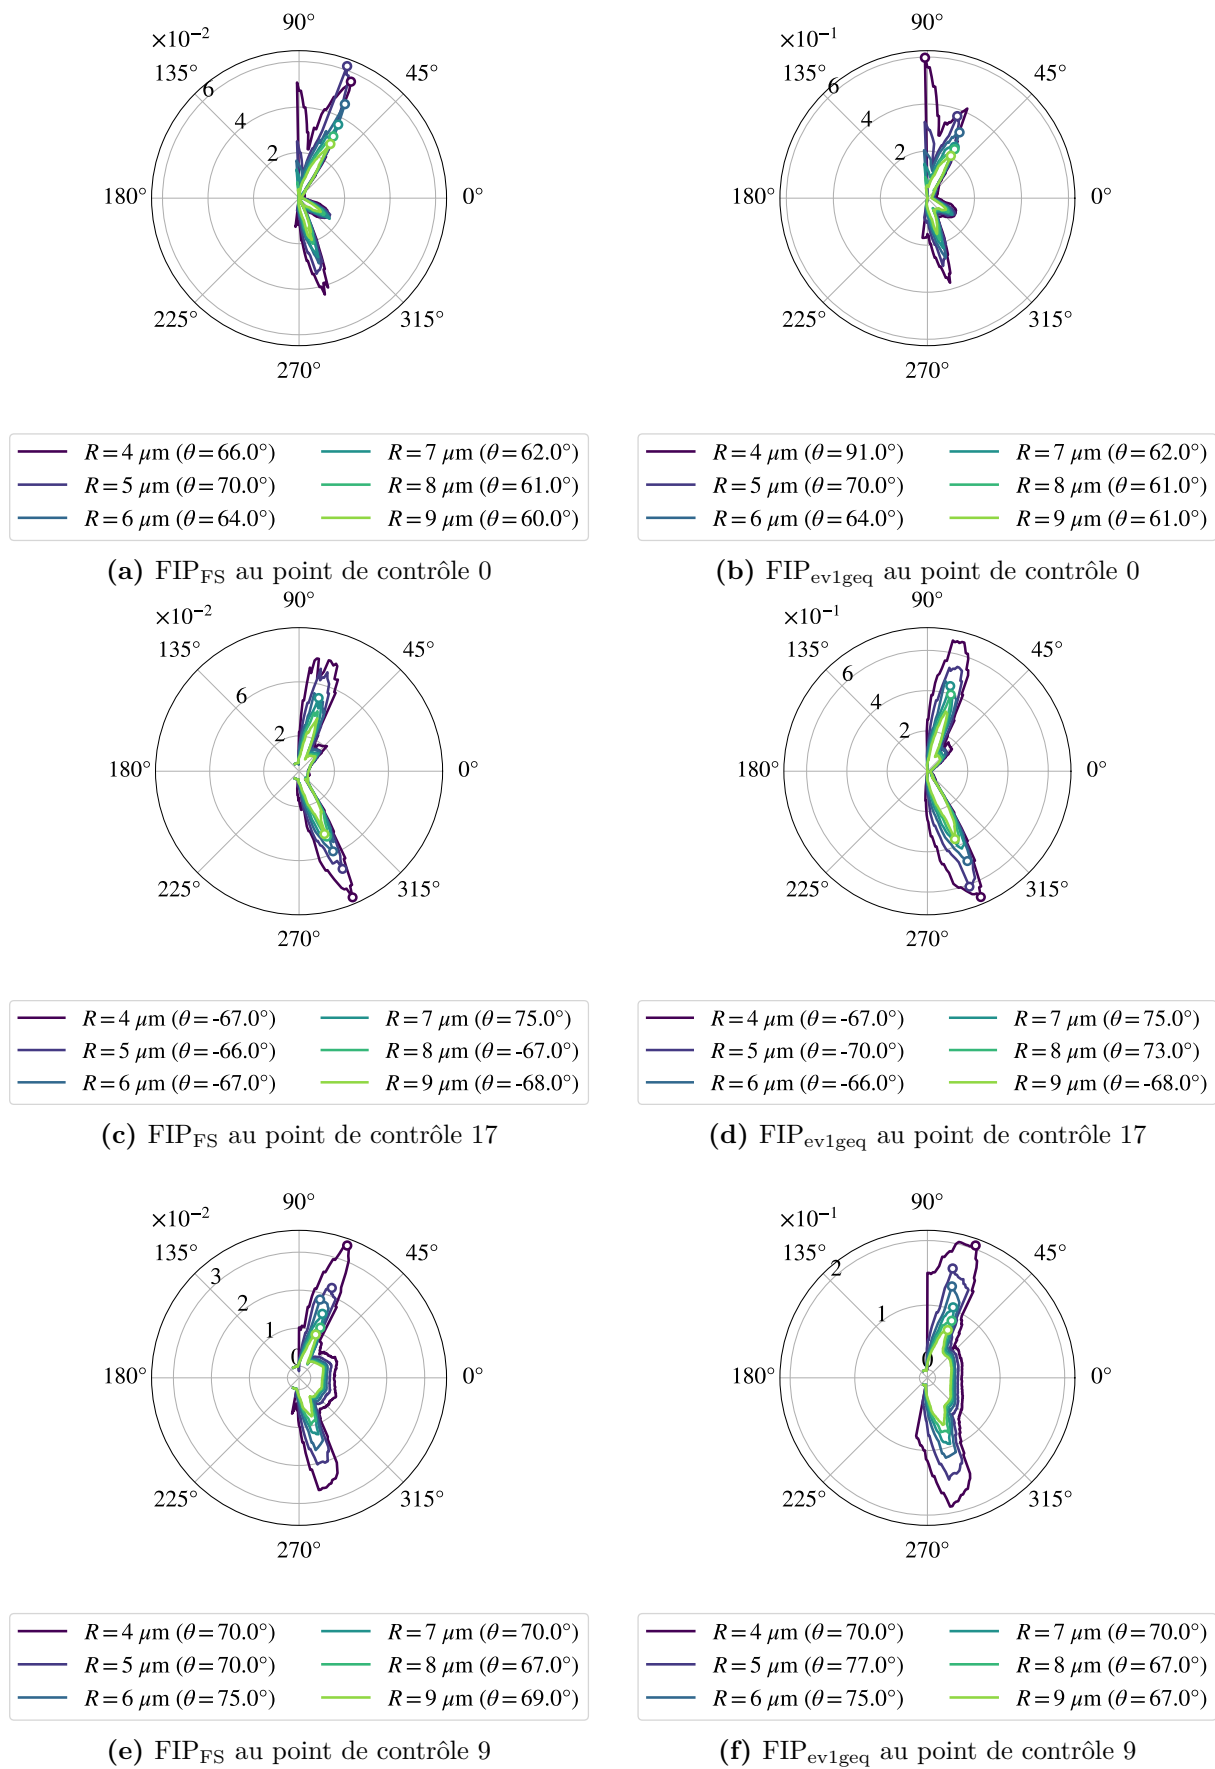 90°
×10⁻²
135°
45°
6
4
2
180°
0°
225°
315°
270°
R = 4 μm (θ = 66.0°)
R = 5 μm (θ = 70.0°)
R = 6 μm (θ = 64.0°)
R = 7 μm (θ = 62.0°)
R = 8 μm (θ = 61.0°)
R = 9 μm (θ = 60.0°)
(a) FIP_FS au point de contrôle 0
90°
×10⁻¹
135°
45°
6
4
2
180°
0°
225°
315°
270°
R = 4 μm (θ = 91.0°)
R = 5 μm (θ = 70.0°)
R = 6 μm (θ = 64.0°)
R = 7 μm (θ = 62.0°)
R = 8 μm (θ = 61.0°)
R = 9 μm (θ = 61.0°)
(b) FIP_ev1geq au point de contrôle 0
90°
×10⁻²
135°
45°
6
2
180°
0°
225°
315°
270°
R = 4 μm (θ = -67.0°)
R = 5 μm (θ = -66.0°)
R = 6 μm (θ = -67.0°)
R = 7 μm (θ = 75.0°)
R = 8 μm (θ = -67.0°)
R = 9 μm (θ = -68.0°)
(c) FIP_FS au point de contrôle 17
90°
×10⁻¹
135°
45°
6
4
2
180°
0°
225°
315°
270°
R = 4 μm (θ = -67.0°)
R = 5 μm (θ = -70.0°)
R = 6 μm (θ = -66.0°)
R = 7 μm (θ = 75.0°)
R = 8 μm (θ = 73.0°)
R = 9 μm (θ = -68.0°)
(d) FIP_ev1geq au point de contrôle 17
90°
×10⁻²
135°
45°
3
2
1
0
180°
0°
225°
315°
270°
R = 4 μm (θ = 70.0°)
R = 5 μm (θ = 70.0°)
R = 6 μm (θ = 75.0°)
R = 7 μm (θ = 70.0°)
R = 8 μm (θ = 67.0°)
R = 9 μm (θ = 69.0°)
(e) FIP_FS au point de contrôle 9
90°
×10⁻¹
135°
45°
2
1
0
180°
0°
225°
315°
270°
R = 4 μm (θ = 70.0°)
R = 5 μm (θ = 77.0°)
R = 6 μm (θ = 75.0°)
R = 7 μm (θ = 70.0°)
R = 8 μm (θ = 67.0°)
R = 9 μm (θ = 67.0°)
(f) FIP_ev1geq au point de contrôle 9